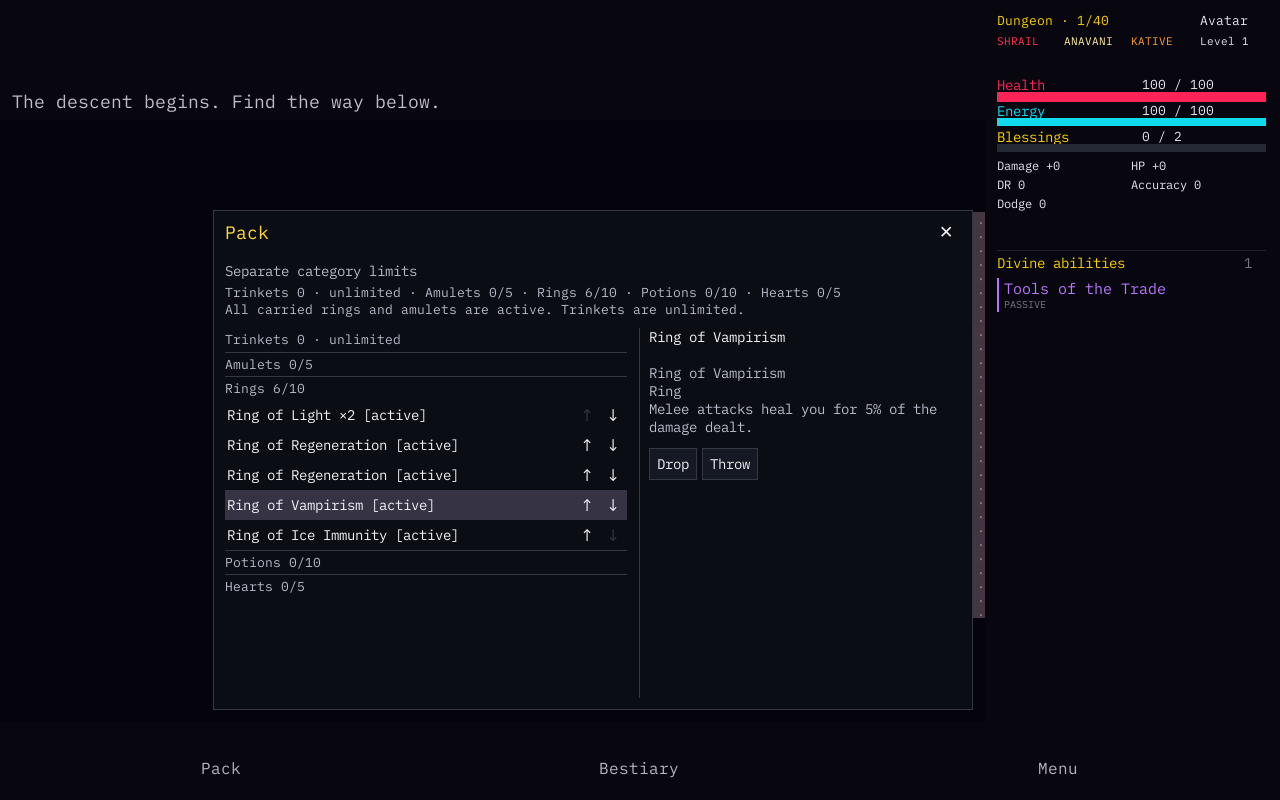 Dungeon · 1/40 Avatar
SHRAIL ANAVANI KATIVE Level 1
The descent begins. Find the way below.
Health 100 / 100
Energy 100 / 100
Blessings 0 / 2
Damage +0 HP +0
DR 0 Accuracy 0
Dodge 0
Divine abilities 1
Tools of the Trade
PASSIVE
Pack ✕
Separate category limits
Trinkets 0 · unlimited · Amulets 0/5 · Rings 6/10 · Potions 0/10 · Hearts 0/5
All carried rings and amulets are active. Trinkets are unlimited.
Trinkets 0 · unlimited
Amulets 0/5
Rings 6/10
Ring of Light ×2 [active] ↑ ↓
Ring of Regeneration [active] ↑ ↓
Ring of Regeneration [active] ↑ ↓
Ring of Vampirism [active] ↑ ↓
Ring of Ice Immunity [active] ↑ ↓
Potions 0/10
Hearts 0/5
Ring of Vampirism
Ring of Vampirism
Ring
Melee attacks heal you for 5% of the
damage dealt.
Drop Throw
Pack Bestiary Menu